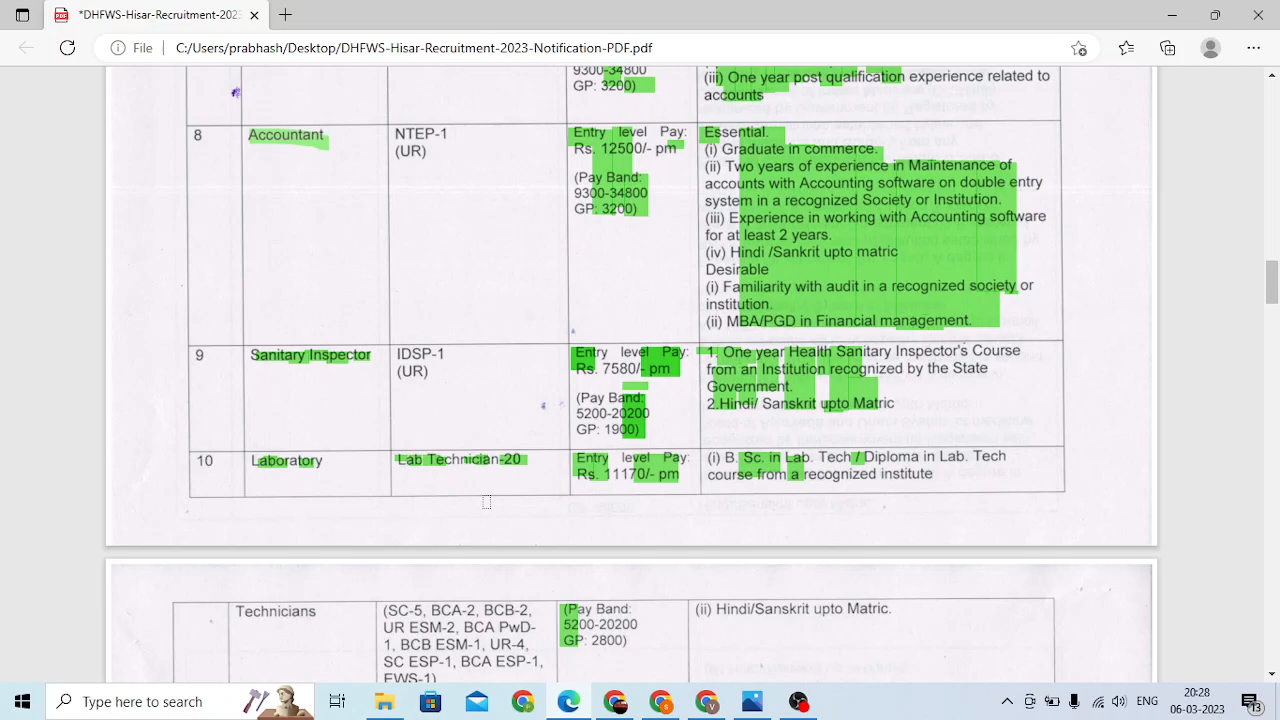 *DHFWS-Hisar-Recruitment-2023
File
C:/Users/prabhash/Desktop/DHFWS-Hisar-Recruitment-2023-Notification-PDF.pdf
9300-34800
GP: 3200)
(iii) One year post qualification experience related to
accounts
8
Accountant
NTEP-1
(UR)
Entry level Pay:
Rs. 12500/- pm
(Pay Band:
9300-34800
GP: 3200)
Essential.
(i) Graduate in commerce.
(ii) Two years of experience in Maintenance of
accounts with Accounting software on double entry
system in a recognized Society or Institution.
(iii) Experience in working with Accounting software
for at least 2 years.
(iv) Hindi /Sankrit upto matric
Desirable
(i) Familiarity with audit in a recognized society or
institution.
(ii) MBA/PGD in Financial management.
9
Sanitary Inspector
IDSP-1
(UR)
Entry level Pay:
Rs. 7580/- pm
(Pay Band:
5200-20200
GP: 1900)
1. One year Health Sanitary Inspector's Course
from an Institution recognized by the State
Government.
2.Hindi/ Sanskrit upto Matric
10
Laboratory
Lab Technician-20
Entry level Pay:
Rs. 11170/- pm
(i) B. Sc. in Lab. Tech / Diploma in Lab. Tech
course from a recognized institute
Technicians
(SC-5, BCA-2, BCB-2,
UR ESM-2, BCA PwD-
1, BCB ESM-1, UR-4,
SC ESP-1, BCA ESP-1,
EWS-1)
(Pay Band:
5200-20200
GP: 2800)
(ii) Hindi/Sanskrit upto Matric.
Type here to search
ENG
20:28
06-03-2023
13